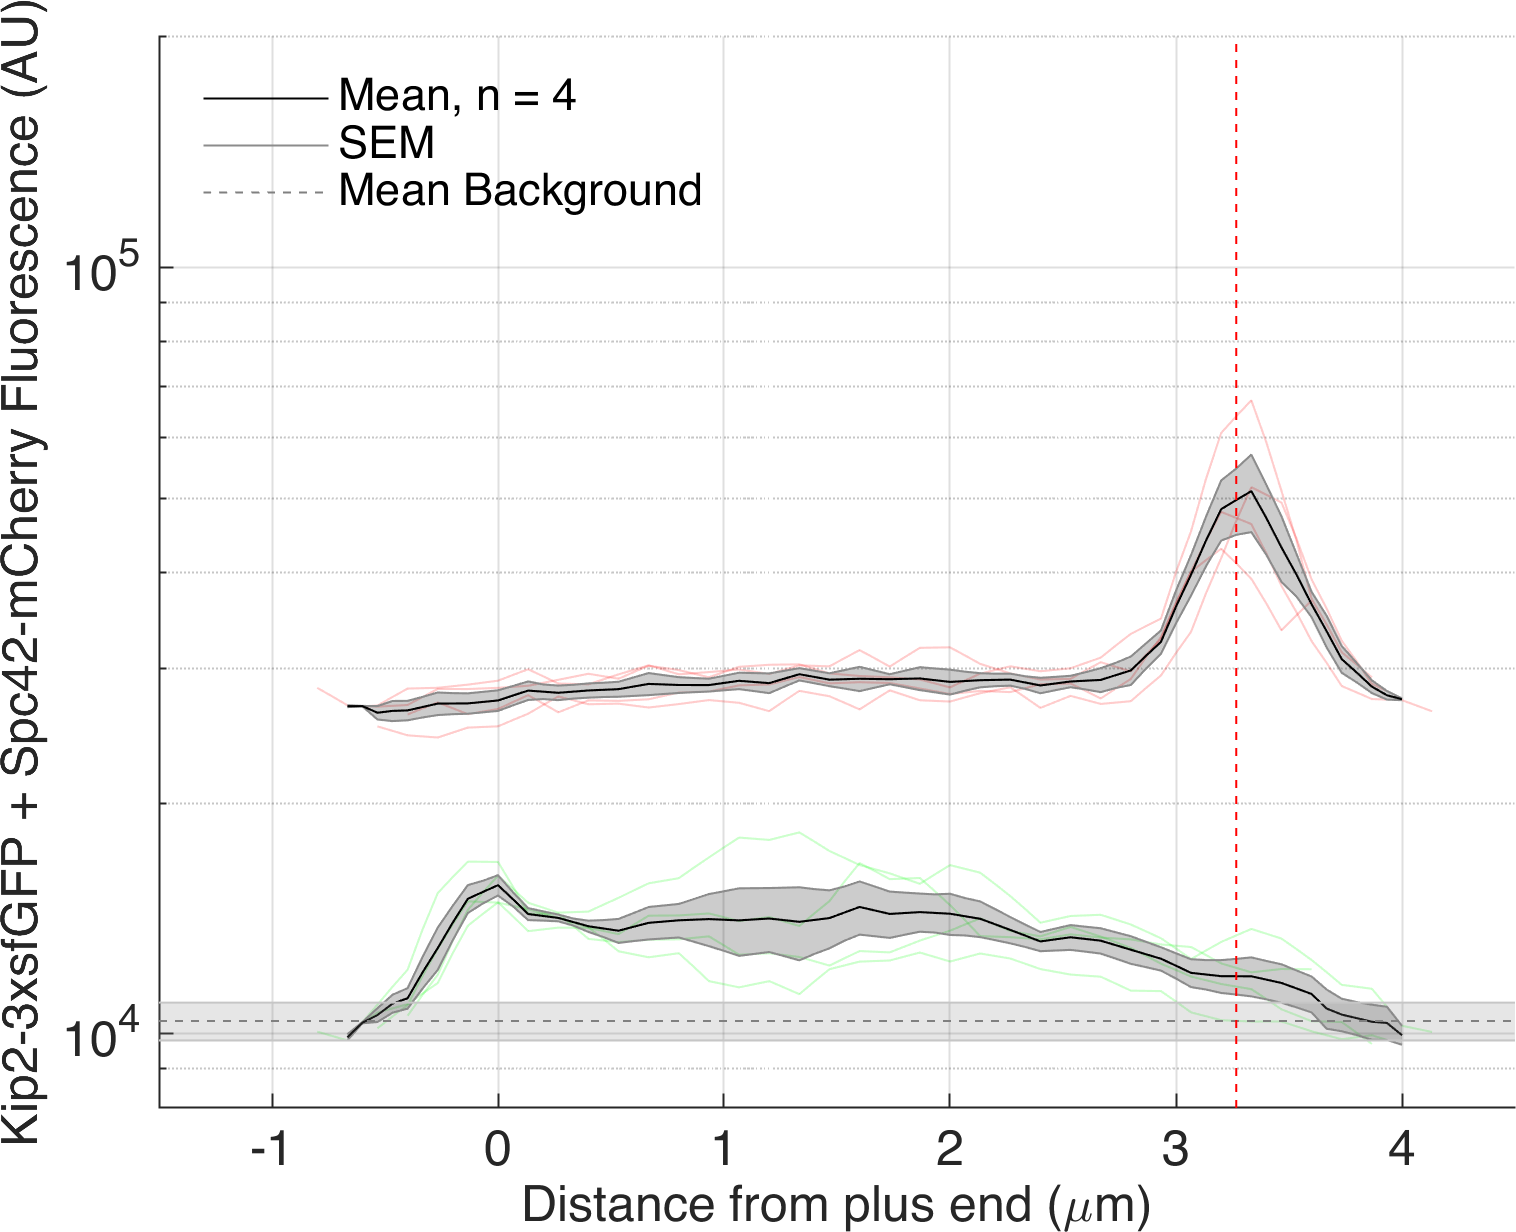 Kip2-3xsfGFP + Spc42-mCherry Fluorescence (AU)
Mean, n = 4
SEM
Mean Background
10^5
10^4
-1 0 1 2 3 4
Distance from plus end (μm)